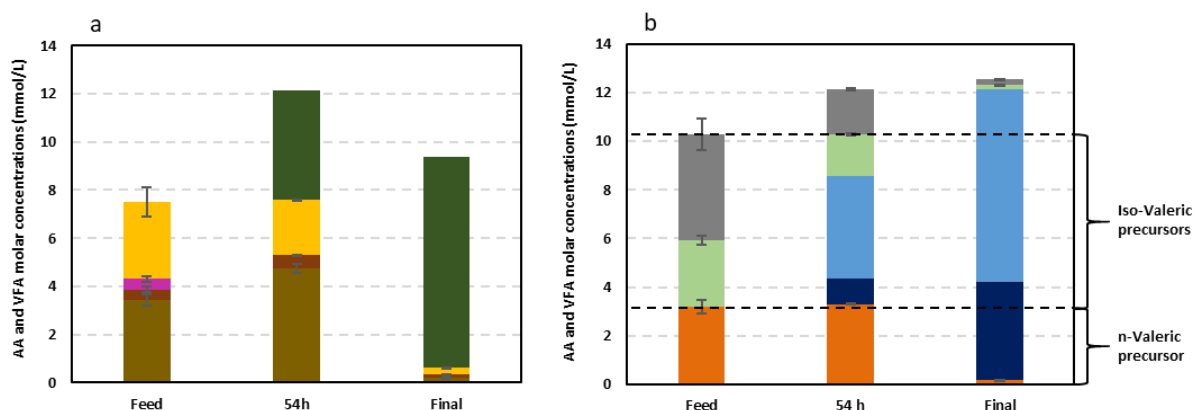 a
AA and VFA molar concentrations (mmol/L)
14
12
10
8
6
4
2
0
Feed
54h
Final
b
AA and VFA molar concentrations (mmol/L)
14
12
10
8
6
4
2
0
Feed
54 h
Final
Iso-Valeric
precursors
n-Valeric
precursor